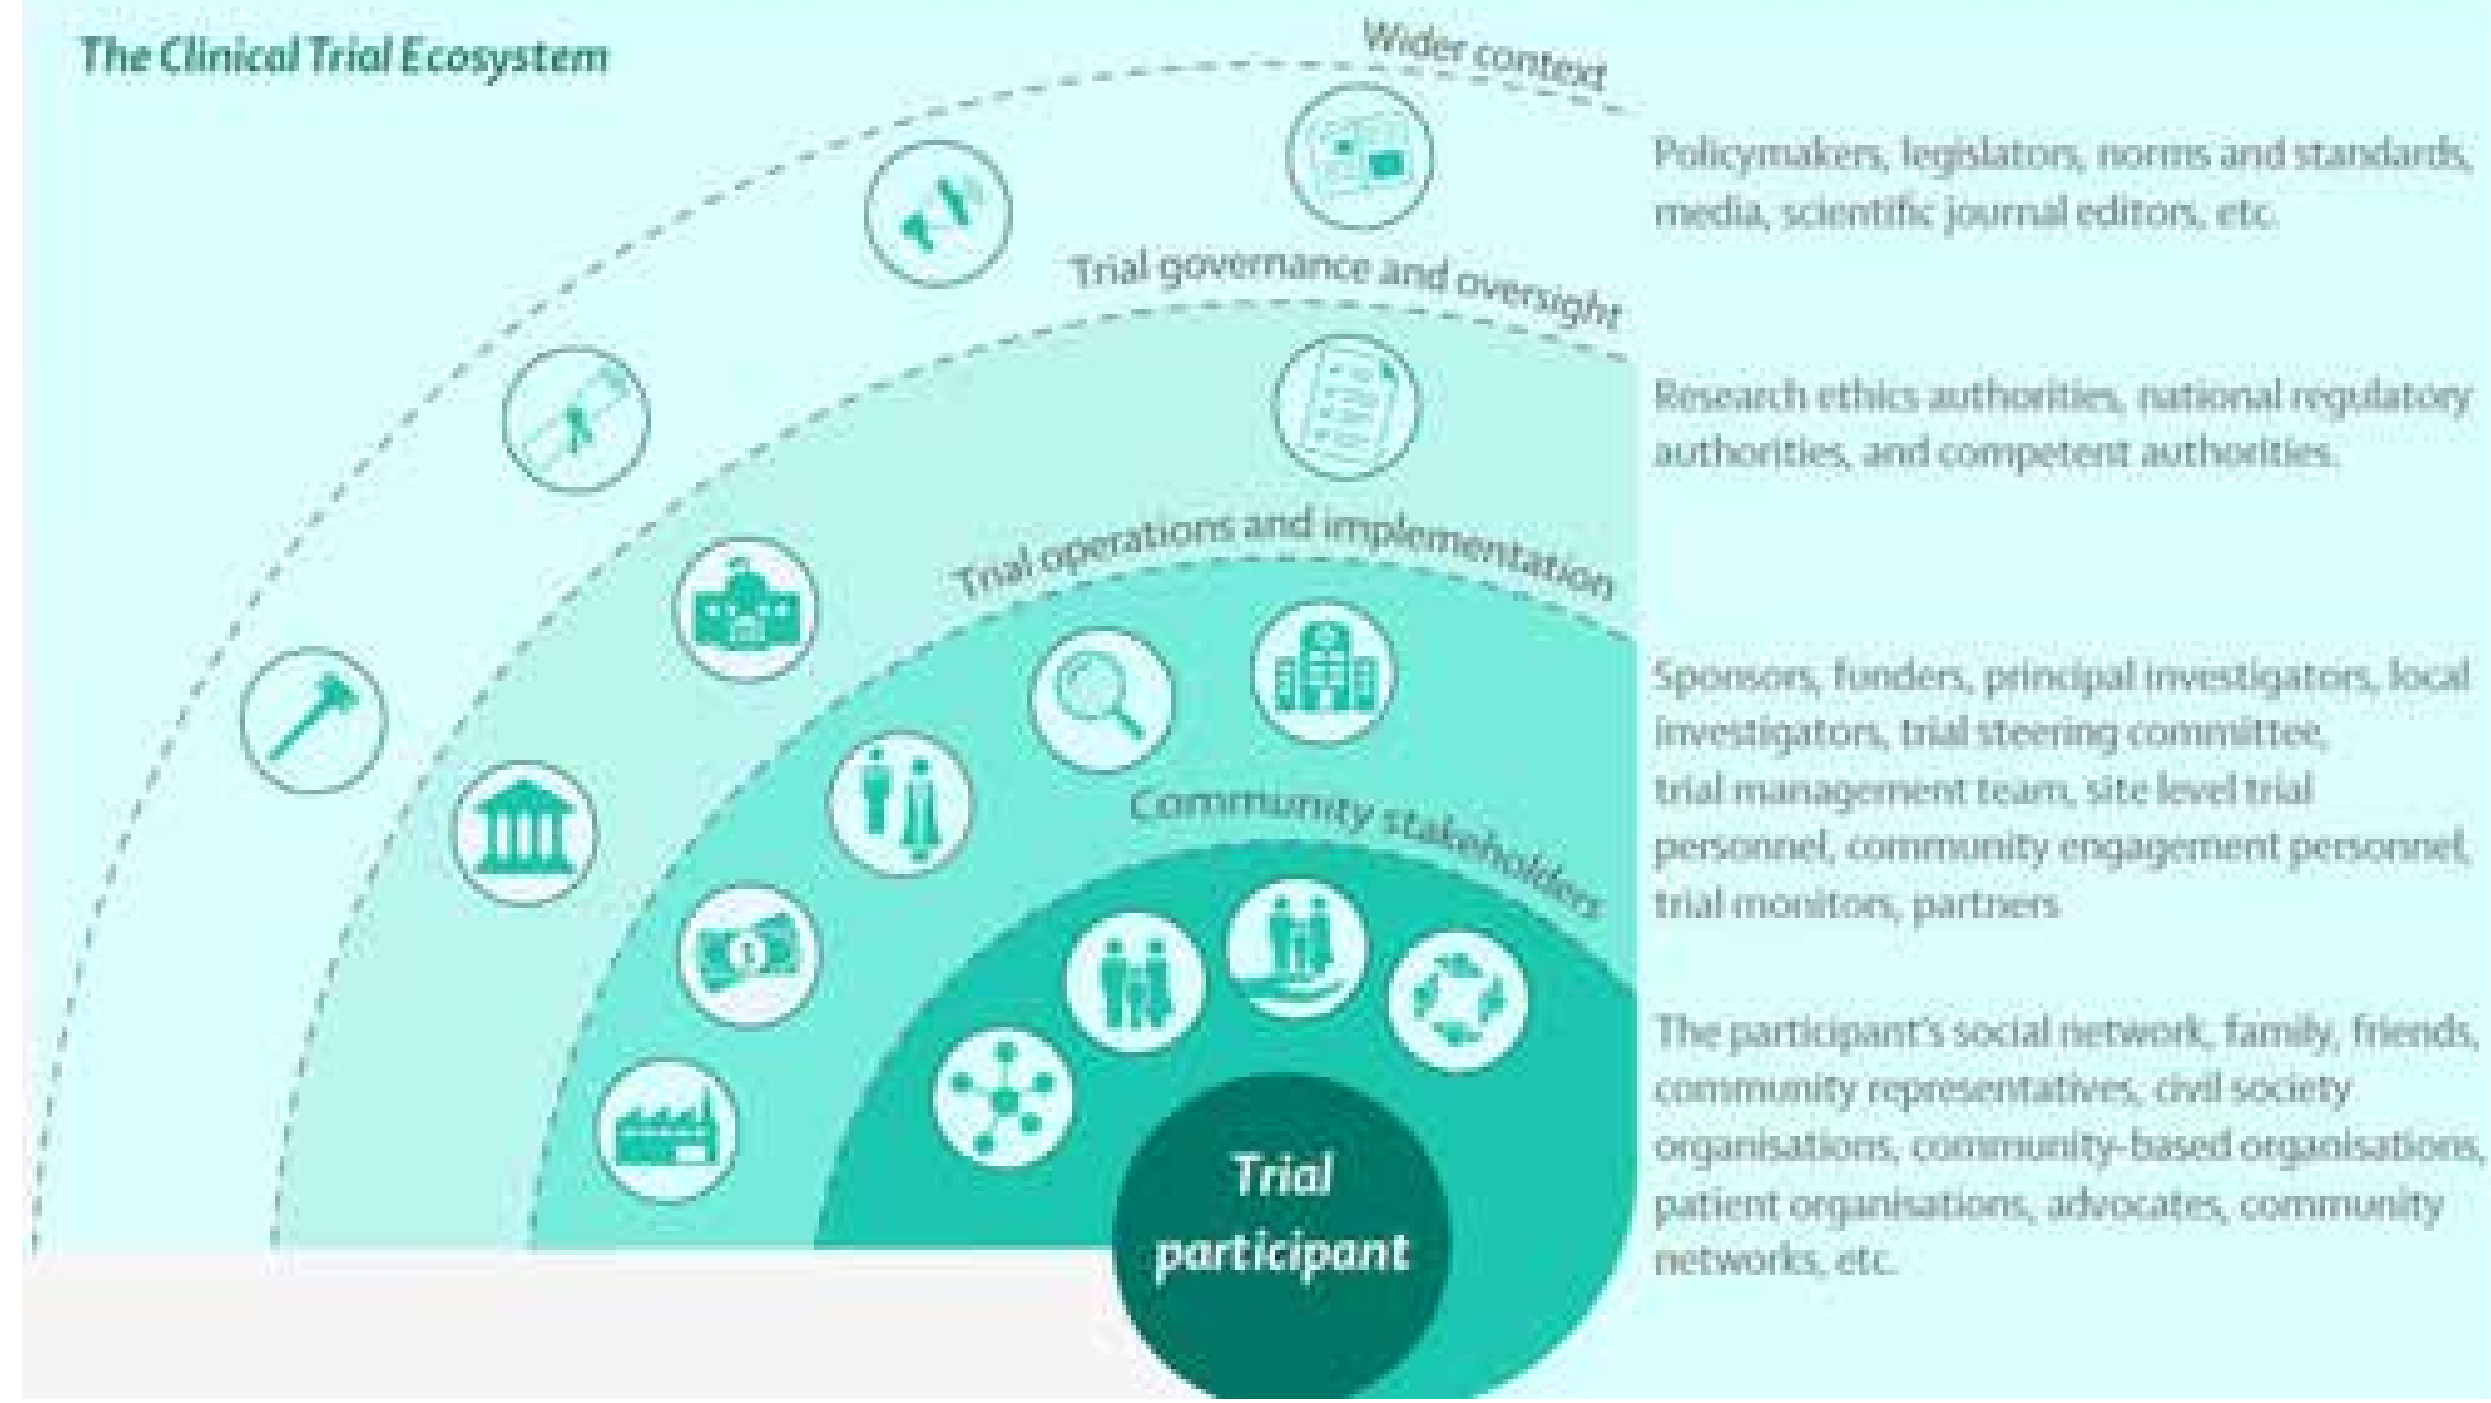 The Clinical Trial Ecosystem
Wider context
Policymakers, legislators, norms and standards,
media, scientific journal editors, etc.
Trial governance and oversight
Research ethics authorities, national regulatory
authorities, and competent authorities.
Trial operations and implementation
Sponsors, funders, principal investigators, local
investigators, trial steering committee,
trial management team, site level trial
personnel, community engagement personnel,
trial monitors, partners
Community stakeholders
The participant's social network, family, friends,
community representatives, civil society
organisations, community-based organisations,
patient organisations, advocates, community
networks, etc.
Trial
participant